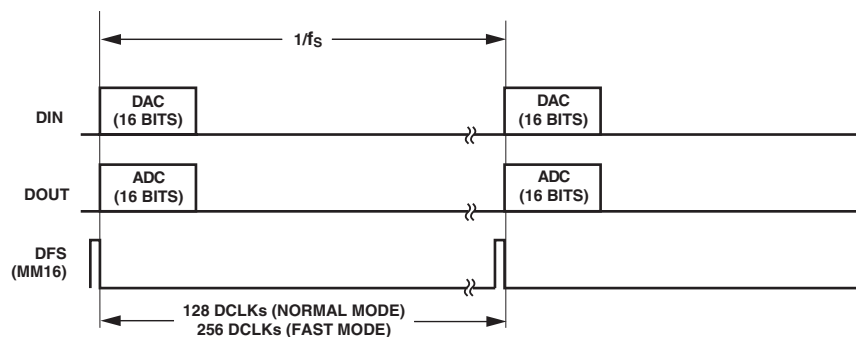 1/fS
DIN
DAC
(16 BITS)
DAC
(16 BITS)
DOUT
ADC
(16 BITS)
ADC
(16 BITS)
DFS
(MM16)
128 DCLKs (NORMAL MODE)
256 DCLKs (FAST MODE)